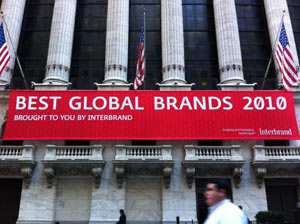 BEST GLOBAL BRANDS 2010
BROUGHT TO YOU BY INTERBRAND
Interbrand